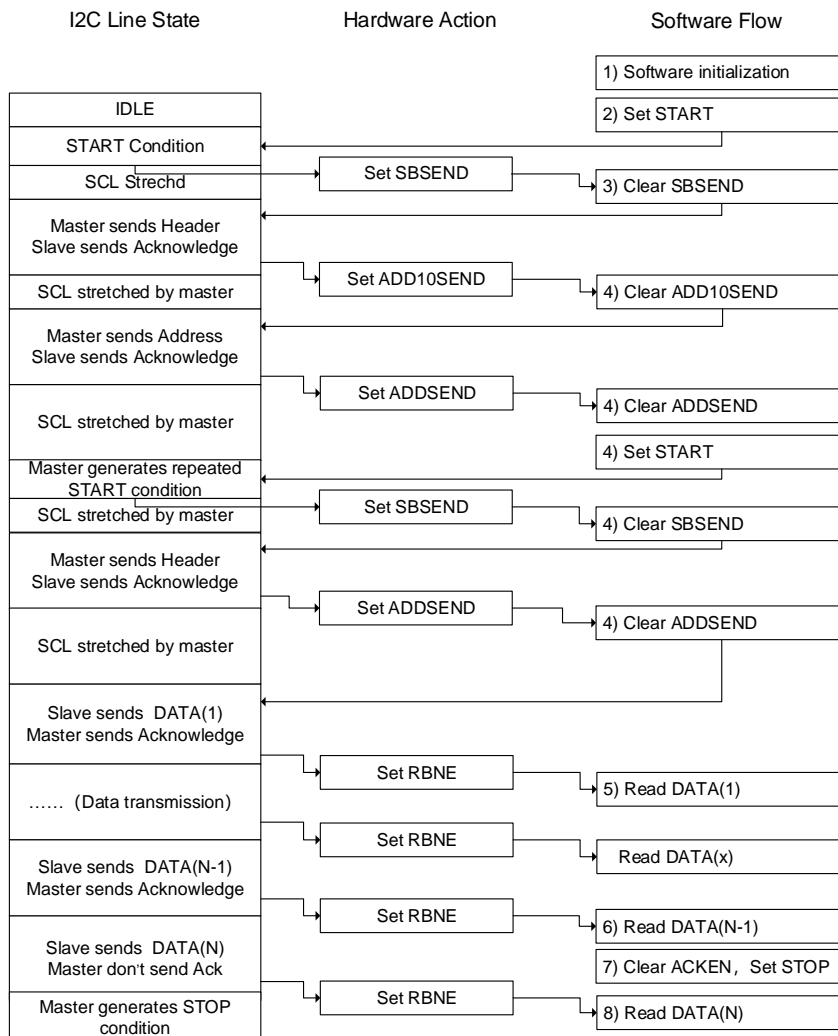 I2C Line State Hardware Action Software Flow
1) Software initialization
IDLE
2) Set START
START Condition
Set SBSEND
SCL Strechd
3) Clear SBSEND
Master sends Header
Slave sends Acknowledge
Set ADD10SEND
SCL stretched by master
4) Clear ADD10SEND
Master sends Address
Slave sends Acknowledge
Set ADDSEND
4) Clear ADDSEND
SCL stretched by master
4) Set START
Master generates repeated
START condition
Set SBSEND
SCL stretched by master
4) Clear SBSEND
Master sends Header
Slave sends Acknowledge
Set ADDSEND
4) Clear ADDSEND
SCL stretched by master
Slave sends DATA(1)
Master sends Acknowledge
Set RBNE
5) Read DATA(1)
…… (Data transmission)
Set RBNE
Read DATA(x)
Slave sends DATA(N-1)
Master sends Acknowledge
Set RBNE
6) Read DATA(N-1)
Slave sends DATA(N)
Master don't send Ack
7) Clear ACKEN, Set STOP
Set RBNE
8) Read DATA(N)
Master generates STOP
condition